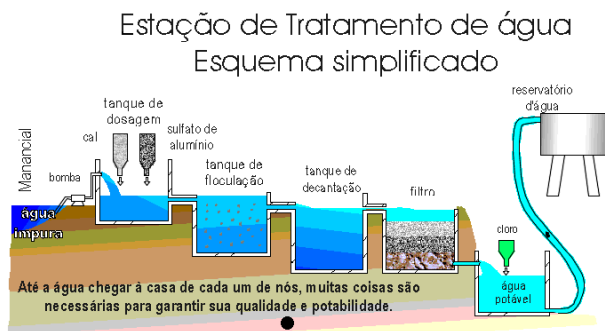 Estação de Tratamento de água
Esquema simplificado
reservatório
d'água
tanque de
dosagem
cal
sulfato de
alumínio
Manancial
bomba
tanque de
floculação
tanque de
decantação
filtro
cloro
água
impura
água
potável
Até a água chegar à casa de cada um de nós, muitas coisas são
necessárias para garantir sua qualidade e potabilidade.